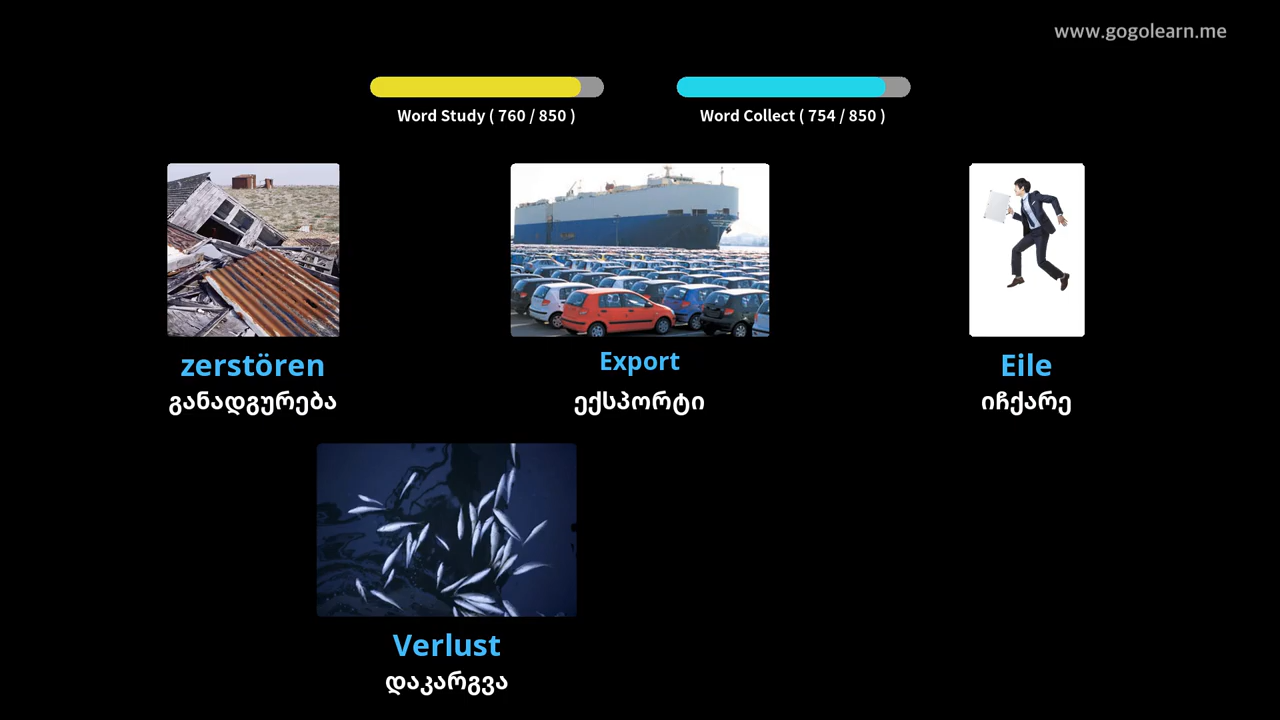 www.gogolearn.me
Word Study ( 760 / 850 )
Word Collect ( 754 / 850 )
zerstören
განადგურება
Export
ექსპორტი
Eile
იჩქარე
Verlust
დაკარგვა